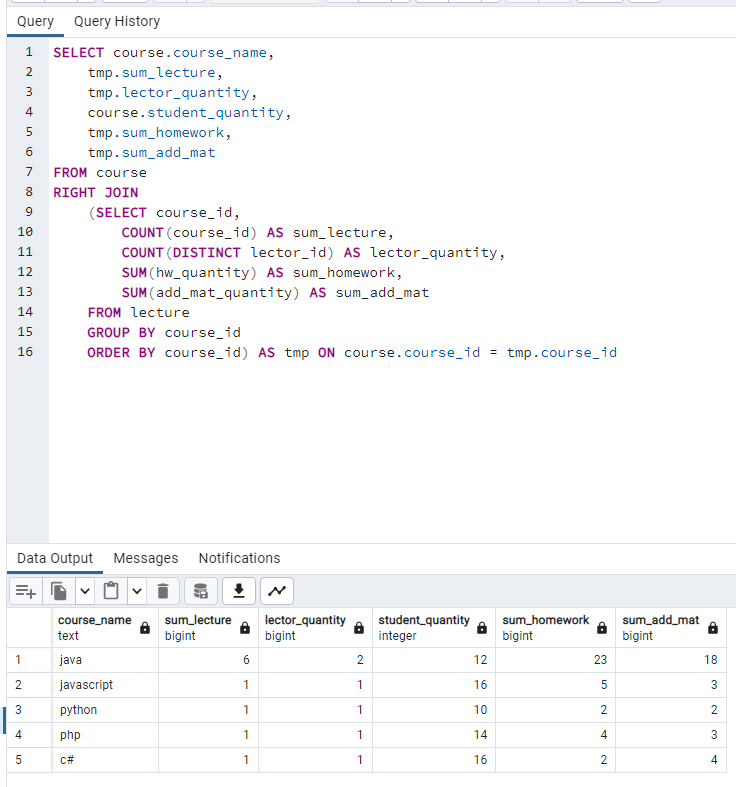 Query Query History
1 SELECT course.course_name,
2 tmp.sum_lecture,
3 tmp.lector_quantity,
4 course.student_quantity,
5 tmp.sum_homework,
6 tmp.sum_add_mat
7 FROM course
8 RIGHT JOIN
9 (SELECT course_id,
10 COUNT(course_id) AS sum_lecture,
11 COUNT(DISTINCT lector_id) AS lector_quantity,
12 SUM(hw_quantity) AS sum_homework,
13 SUM(add_mat_quantity) AS sum_add_mat
14 FROM lecture
15 GROUP BY course_id
16 ORDER BY course_id) AS tmp ON course.course_id = tmp.course_id
Data Output Messages Notifications
course_name sum_lecture lector_quantity student_quantity sum_homework sum_add_mat
text bigint bigint integer bigint bigint
1 java 6 2 12 23 18
2 javascript 1 1 16 5 3
3 python 1 1 10 2 2
4 php 1 1 14 4 3
5 c# 1 1 16 2 4